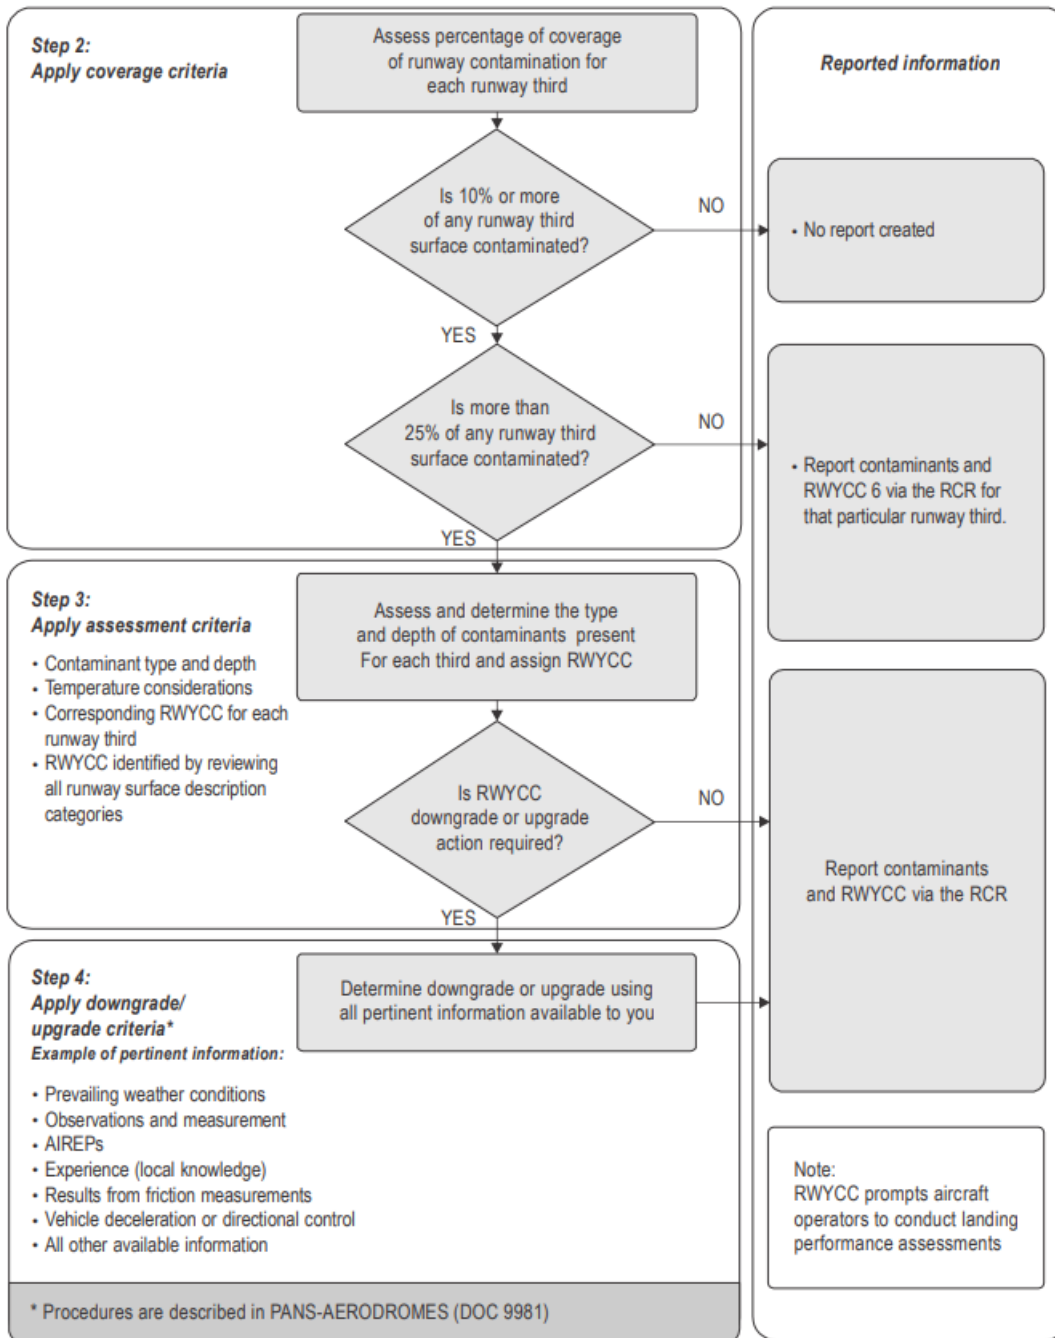 Step 2:
Apply coverage criteria
Assess percentage of coverage
of runway contamination for
each runway third
Is 10% or more
of any runway third
surface contaminated?
NO
YES
Is more than
25% of any runway third
surface contaminated?
NO
YES
Step 3:
Apply assessment criteria
• Contaminant type and depth
• Temperature considerations
• Corresponding RWYCC for each
runway third
• RWYCC identified by reviewing
all runway surface description
categories
Assess and determine the type
and depth of contaminants present
For each third and assign RWYCC
Is RWYCC
downgrade or upgrade
action required?
NO
YES
Step 4:
Apply downgrade/
upgrade criteria*
Example of pertinent information:
• Prevailing weather conditions
• Observations and measurement
• AIREPs
• Experience (local knowledge)
• Results from friction measurements
• Vehicle deceleration or directional control
• All other available information
Determine downgrade or upgrade using
all pertinent information available to you
* Procedures are described in PANS-AERODROMES (DOC 9981)
Reported information
• No report created
• Report contaminants and
RWYCC 6 via the RCR for
that particular runway third.
Report contaminants
and RWYCC via the RCR
Note:
RWYCC prompts aircraft
operators to conduct landing
performance assessments